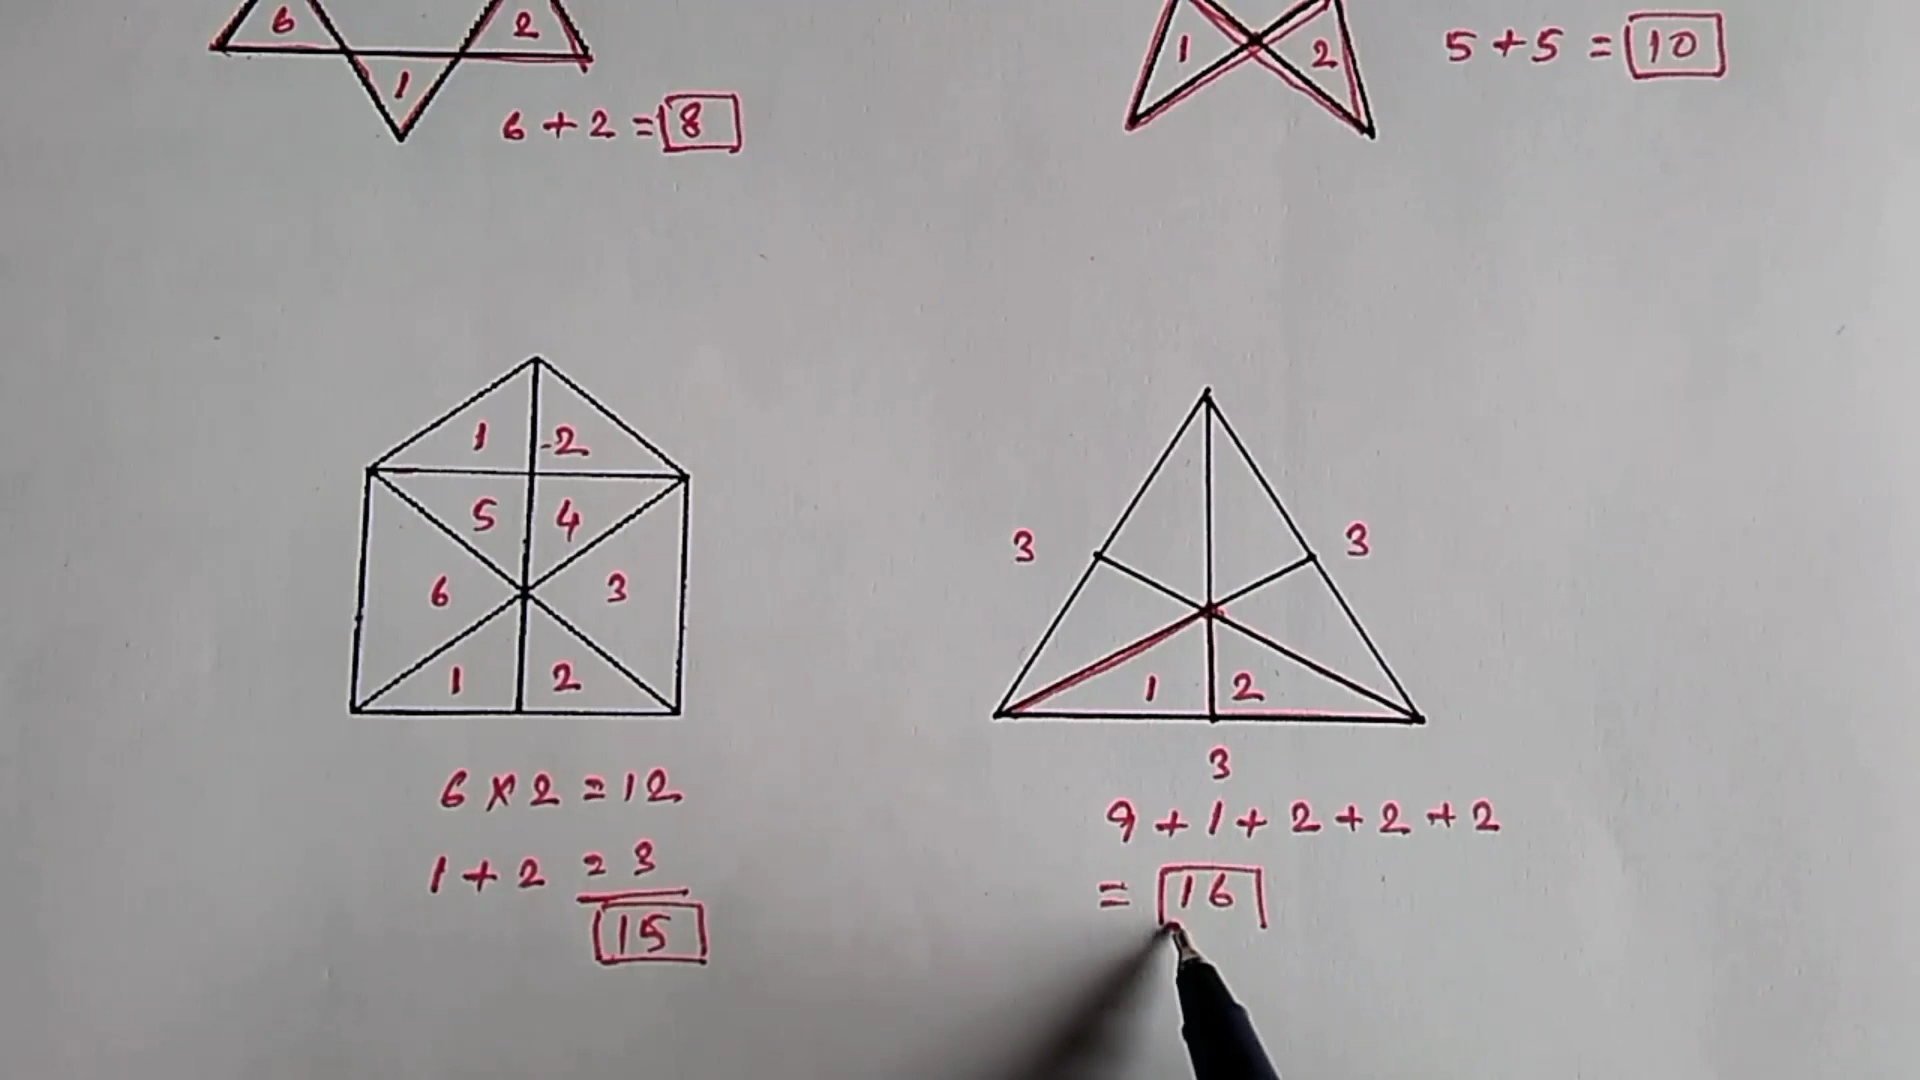 6 2
1
6 + 2 = 8
1 2
5 + 5 = 10
1 2
5 4
6 3
1 2
6 × 2 = 12
1 + 2 = 3
15
3 3
1 2
3
9 + 1 + 2 + 2 + 2
= 16